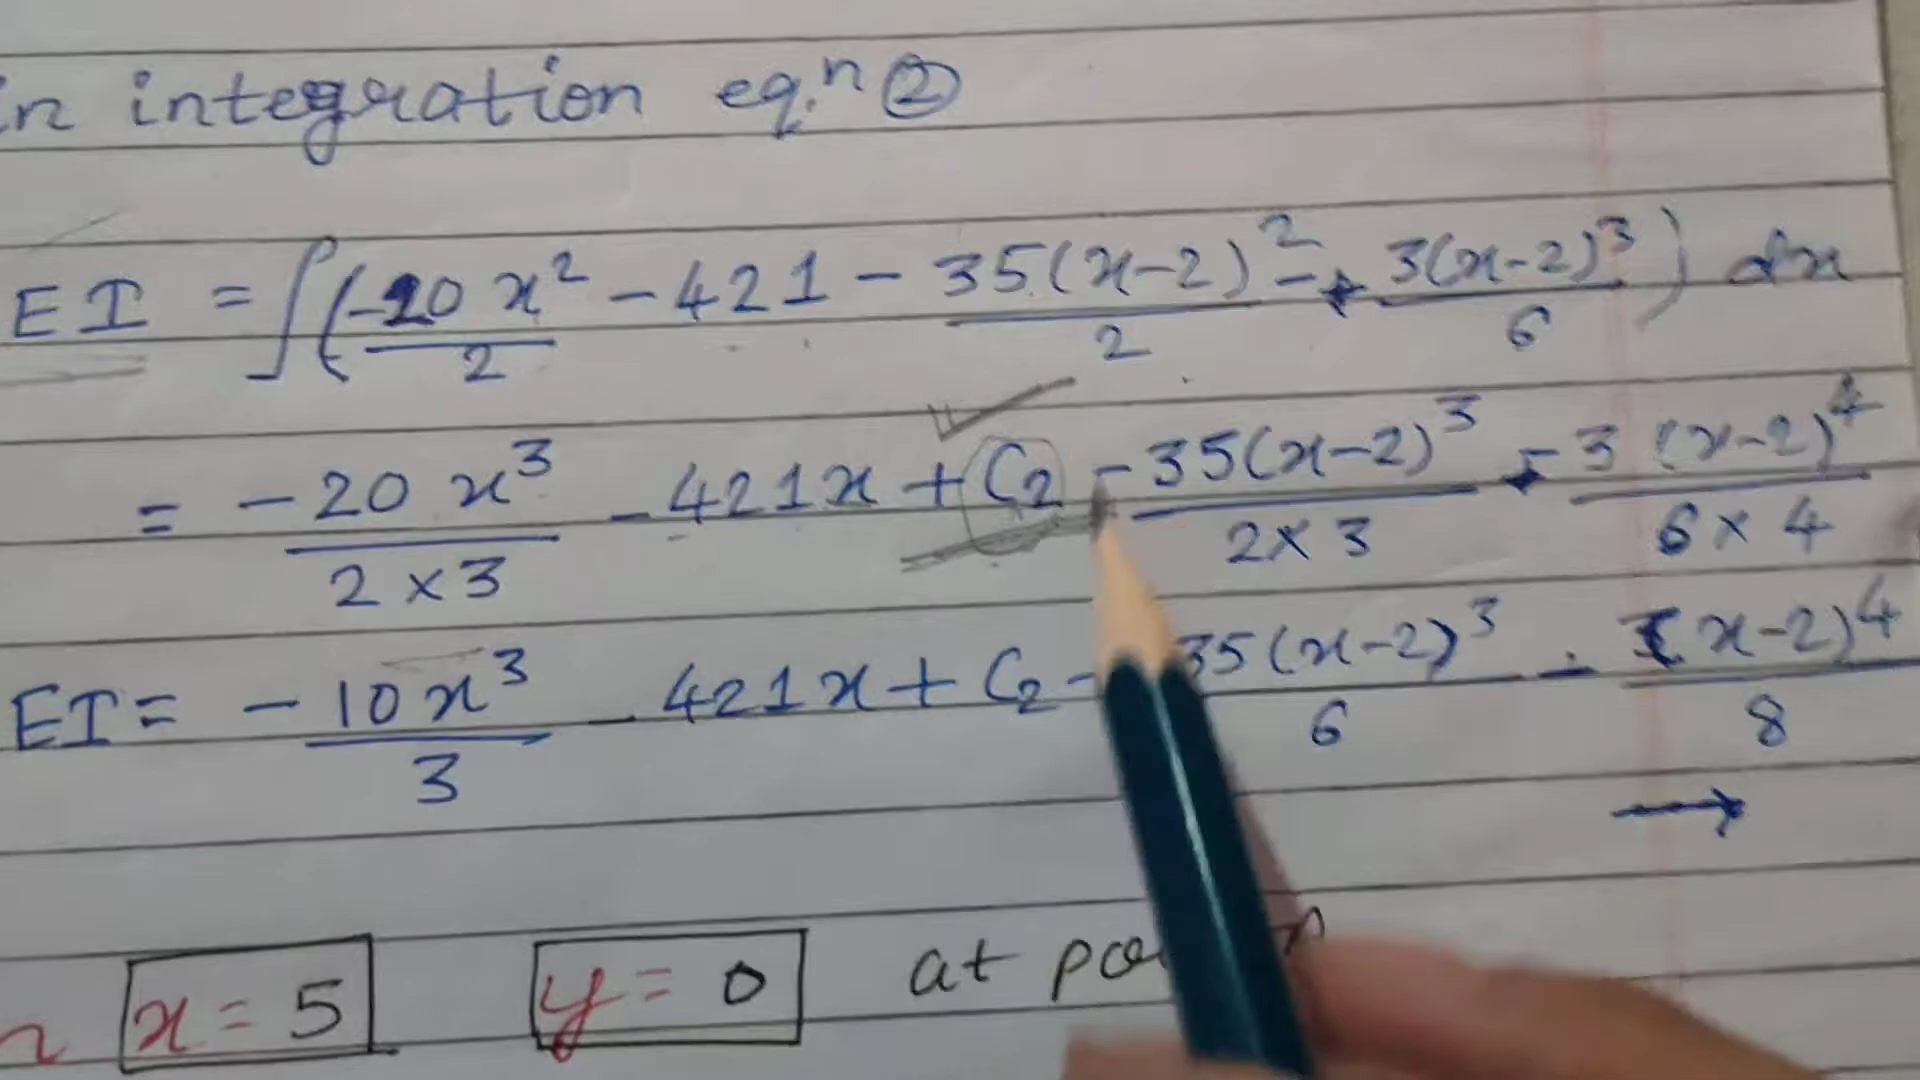 in integration eq.ⁿ ②
EI = ∫(-20x²/2 - 421 - 35(x-2)²/2 - 3(x-2)³/6) dx
= -20x³/(2×3) - 421x + C₂ - 35(x-2)³/(2×3) - 3(x-2)⁴/(6×4)
EI = -10x³/3 - 421x + C₂ - 35(x-2)³/6 - (x-2)⁴/8
→
x = 5 y = 0 at